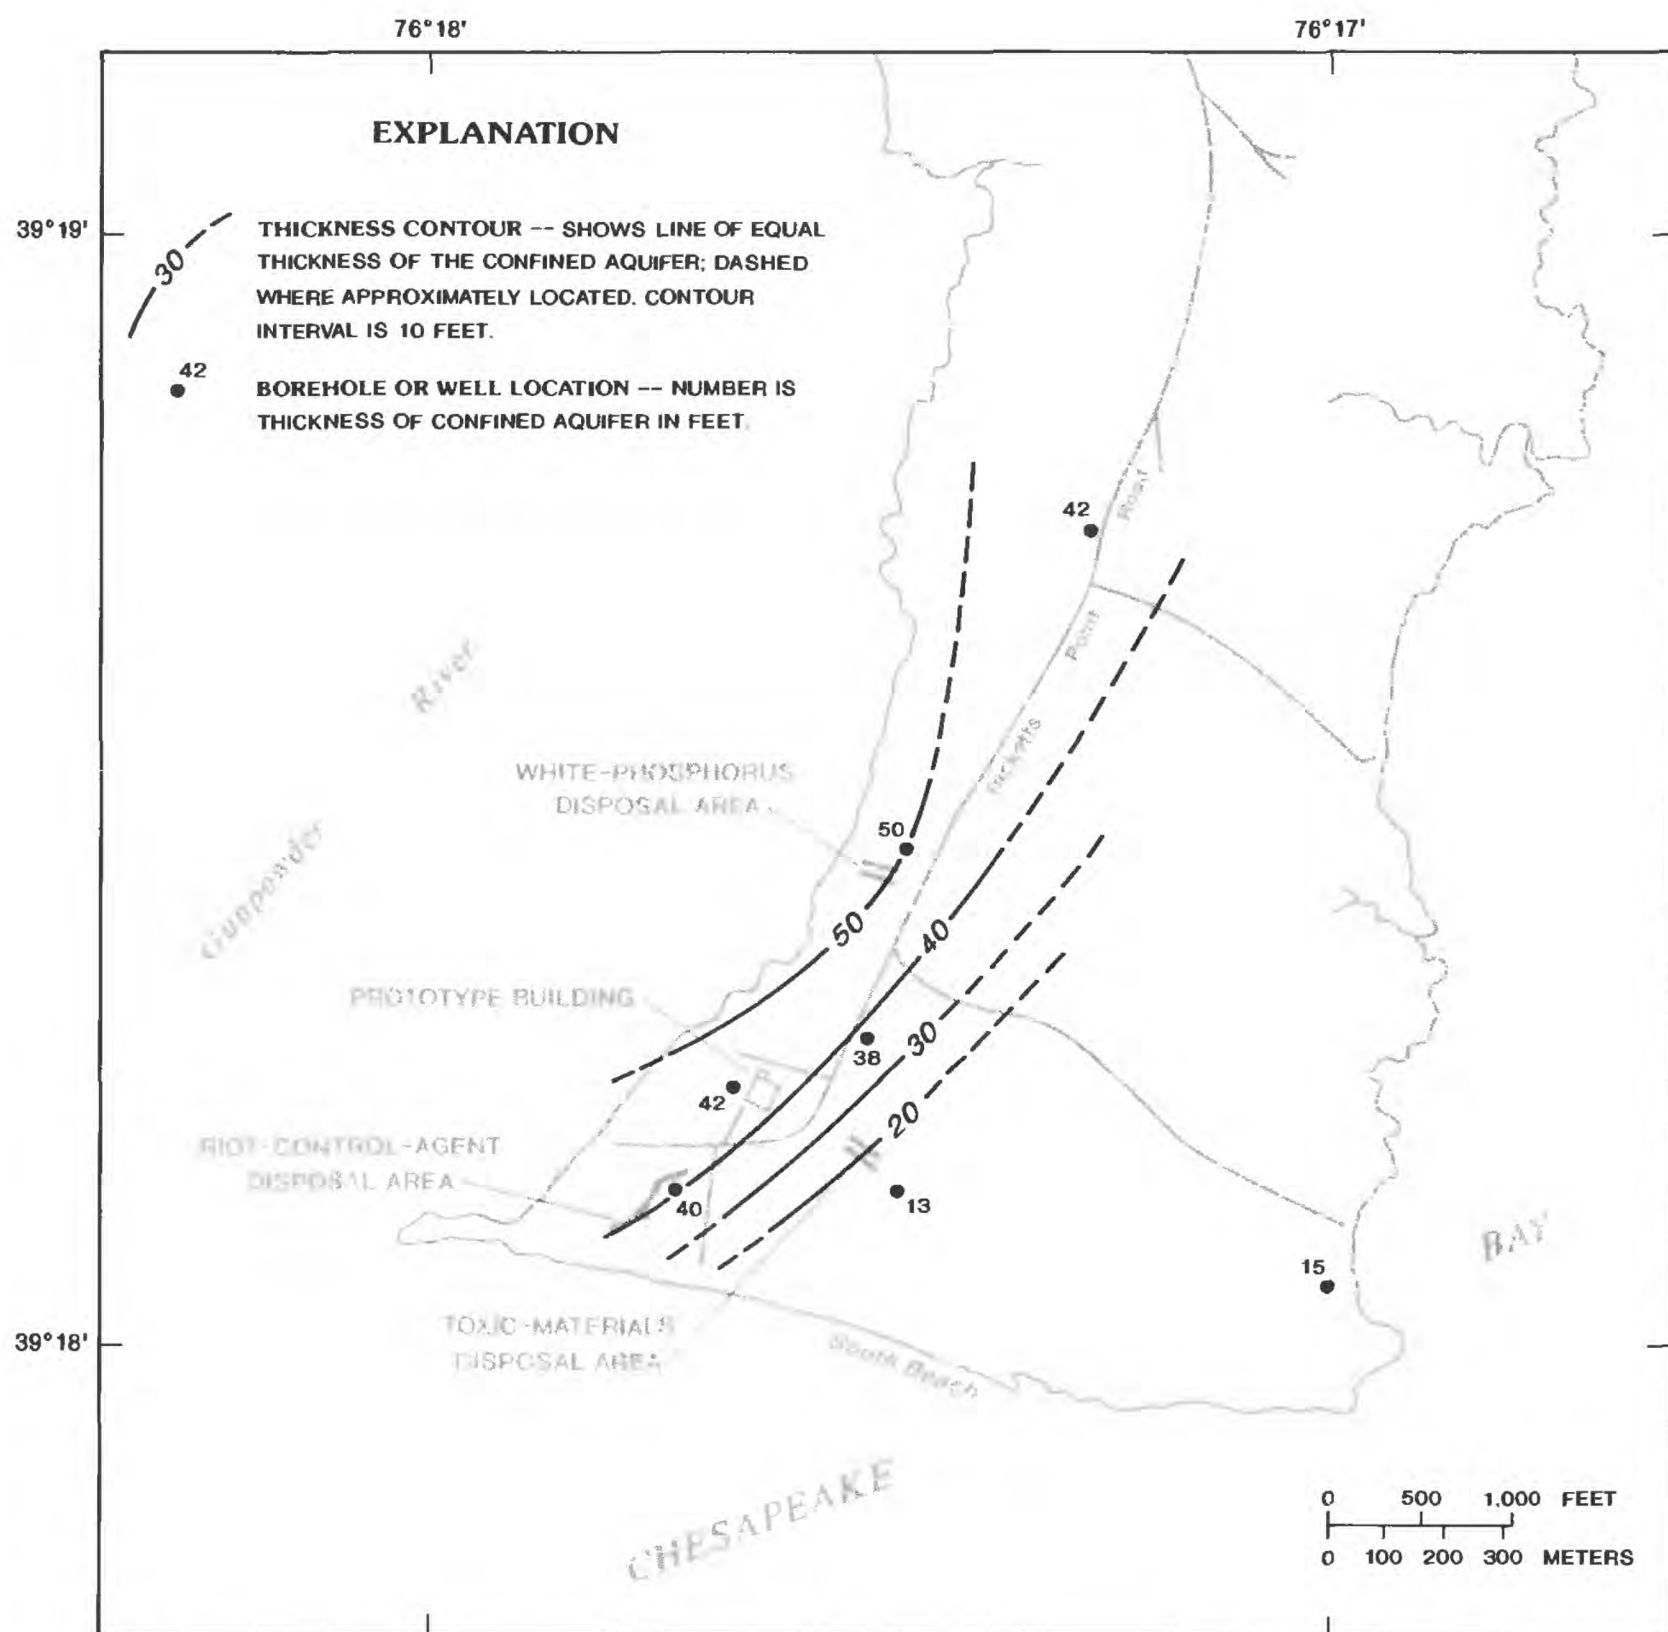 76°18'
76°17'
EXPLANATION
39°19'
30
THICKNESS CONTOUR -- SHOWS LINE OF EQUAL
THICKNESS OF THE CONFINED AQUIFER; DASHED
WHERE APPROXIMATELY LOCATED. CONTOUR
INTERVAL IS 10 FEET.
42
BOREHOLE OR WELL LOCATION -- NUMBER IS
THICKNESS OF CONFINED AQUIFER IN FEET.
42
Road
Point
Ricketts
River
Gunpowder
WHITE-PHOSPHORUS
DISPOSAL AREA
50
50
40
PROTOTYPE BUILDING
30
38
42
20
RIOT-CONTROL-AGENT
DISPOSAL AREA
40
13
BAY
15
39°18'
TOXIC-MATERIALS
DISPOSAL AREA
South Beach
CHESAPEAKE
0 500 1,000 FEET
0 100 200 300 METERS